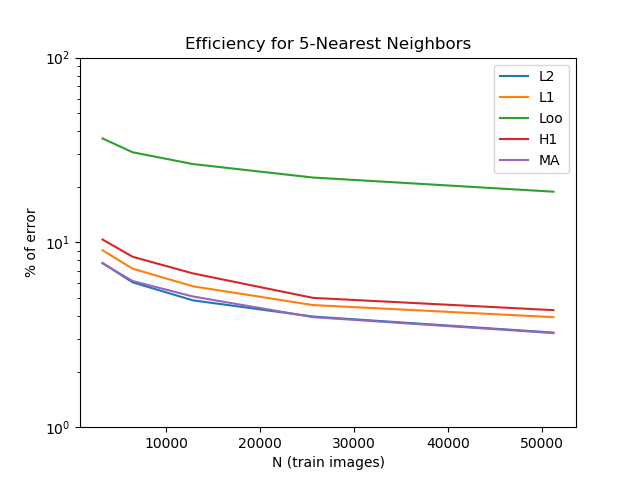 Efficiency for 5-Nearest Neighbors
10²
10¹
10⁰
% of error
L2
L1
Loo
H1
MA
10000 20000 30000 40000 50000
N (train images)